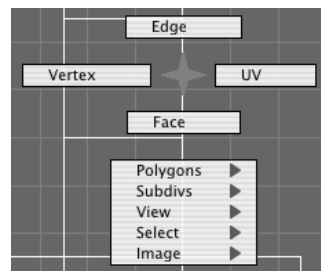 Edge
Vertex UV
Face
Polygons
Subdivs
View
Select
Image